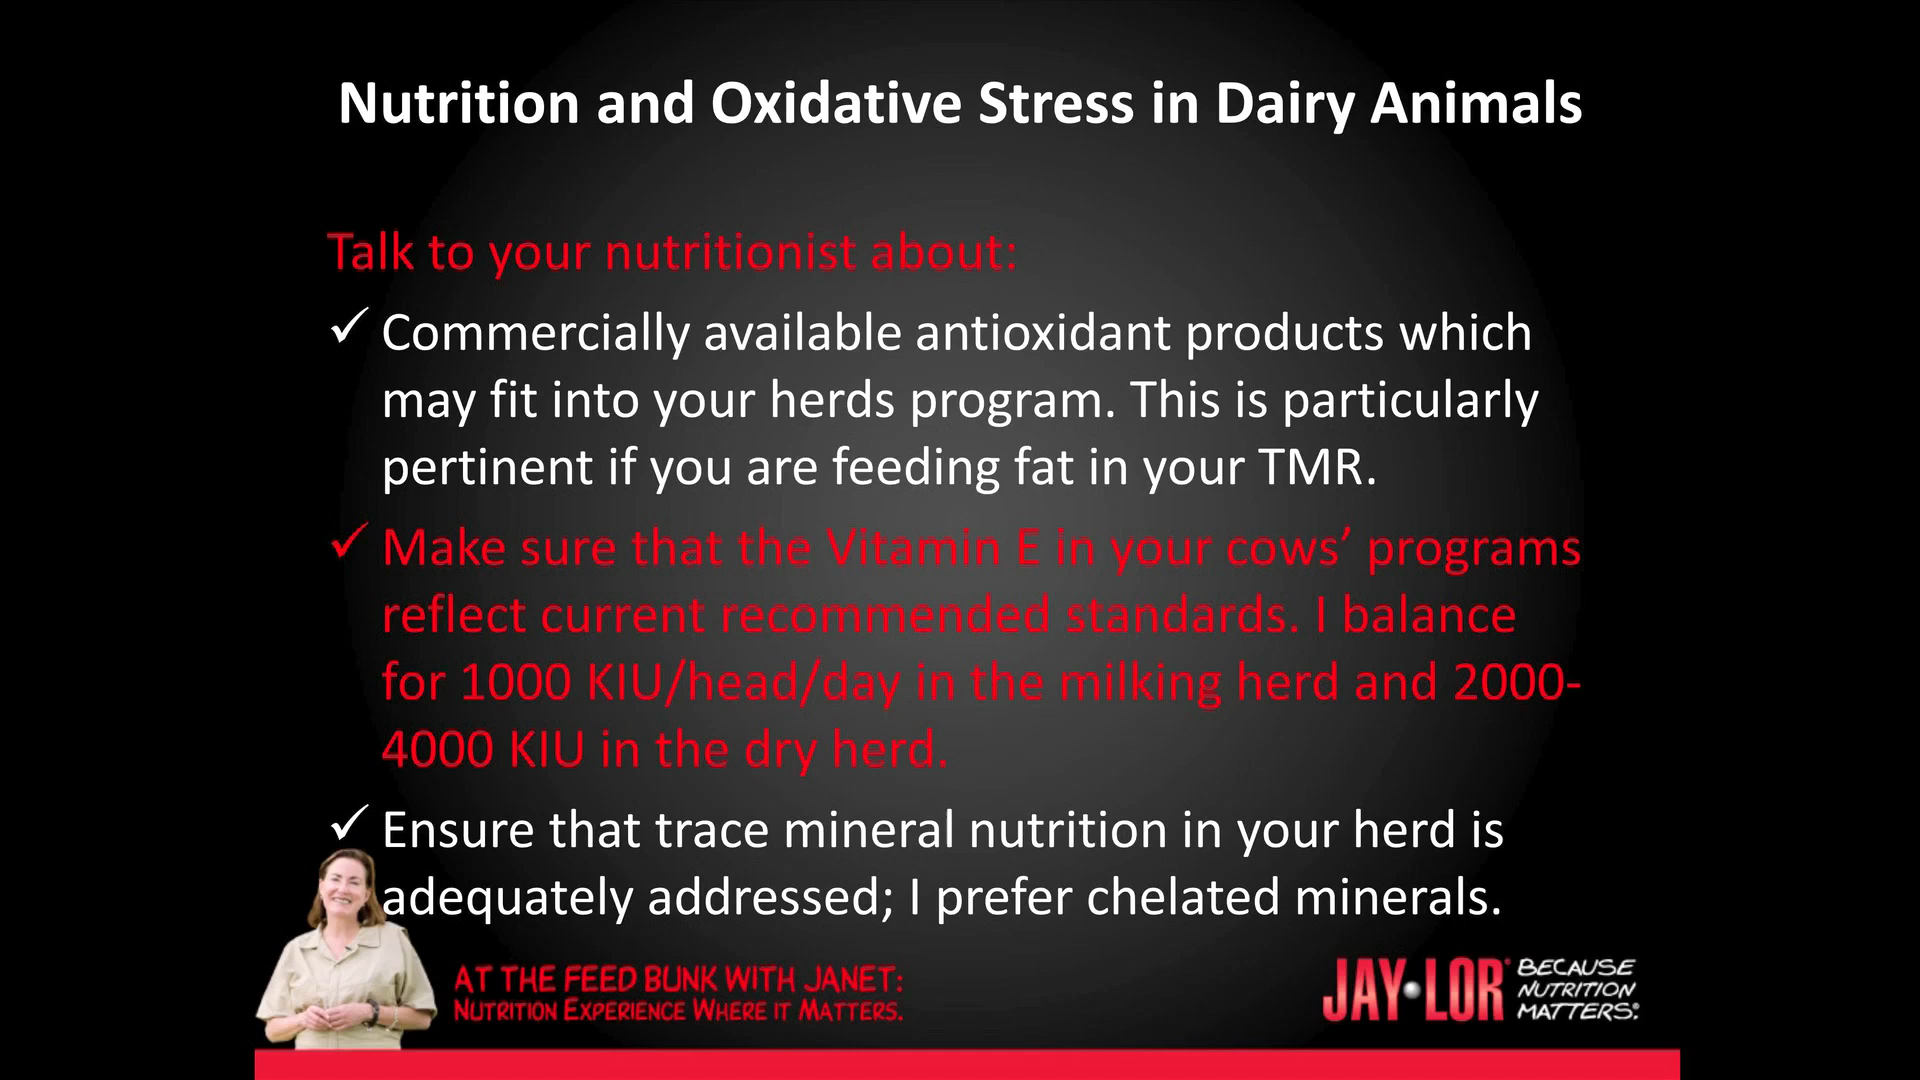 Nutrition and Oxidative Stress in Dairy Animals
Talk to your nutritionist about:
✓ Commercially available antioxidant products which
may fit into your herds program. This is particularly
pertinent if you are feeding fat in your TMR.
✓ Make sure that the Vitamin E in your cows’ programs
reflect current recommended standards. I balance
for 1000 KIU/head/day in the milking herd and 2000-
4000 KIU in the dry herd.
✓ Ensure that trace mineral nutrition in your herd is
adequately addressed; I prefer chelated minerals.
AT THE FEED BUNK WITH JANET:
NUTRITION EXPERIENCE WHERE IT MATTERS.
JAY•LOR®
BECAUSE
NUTRITION
MATTERS®